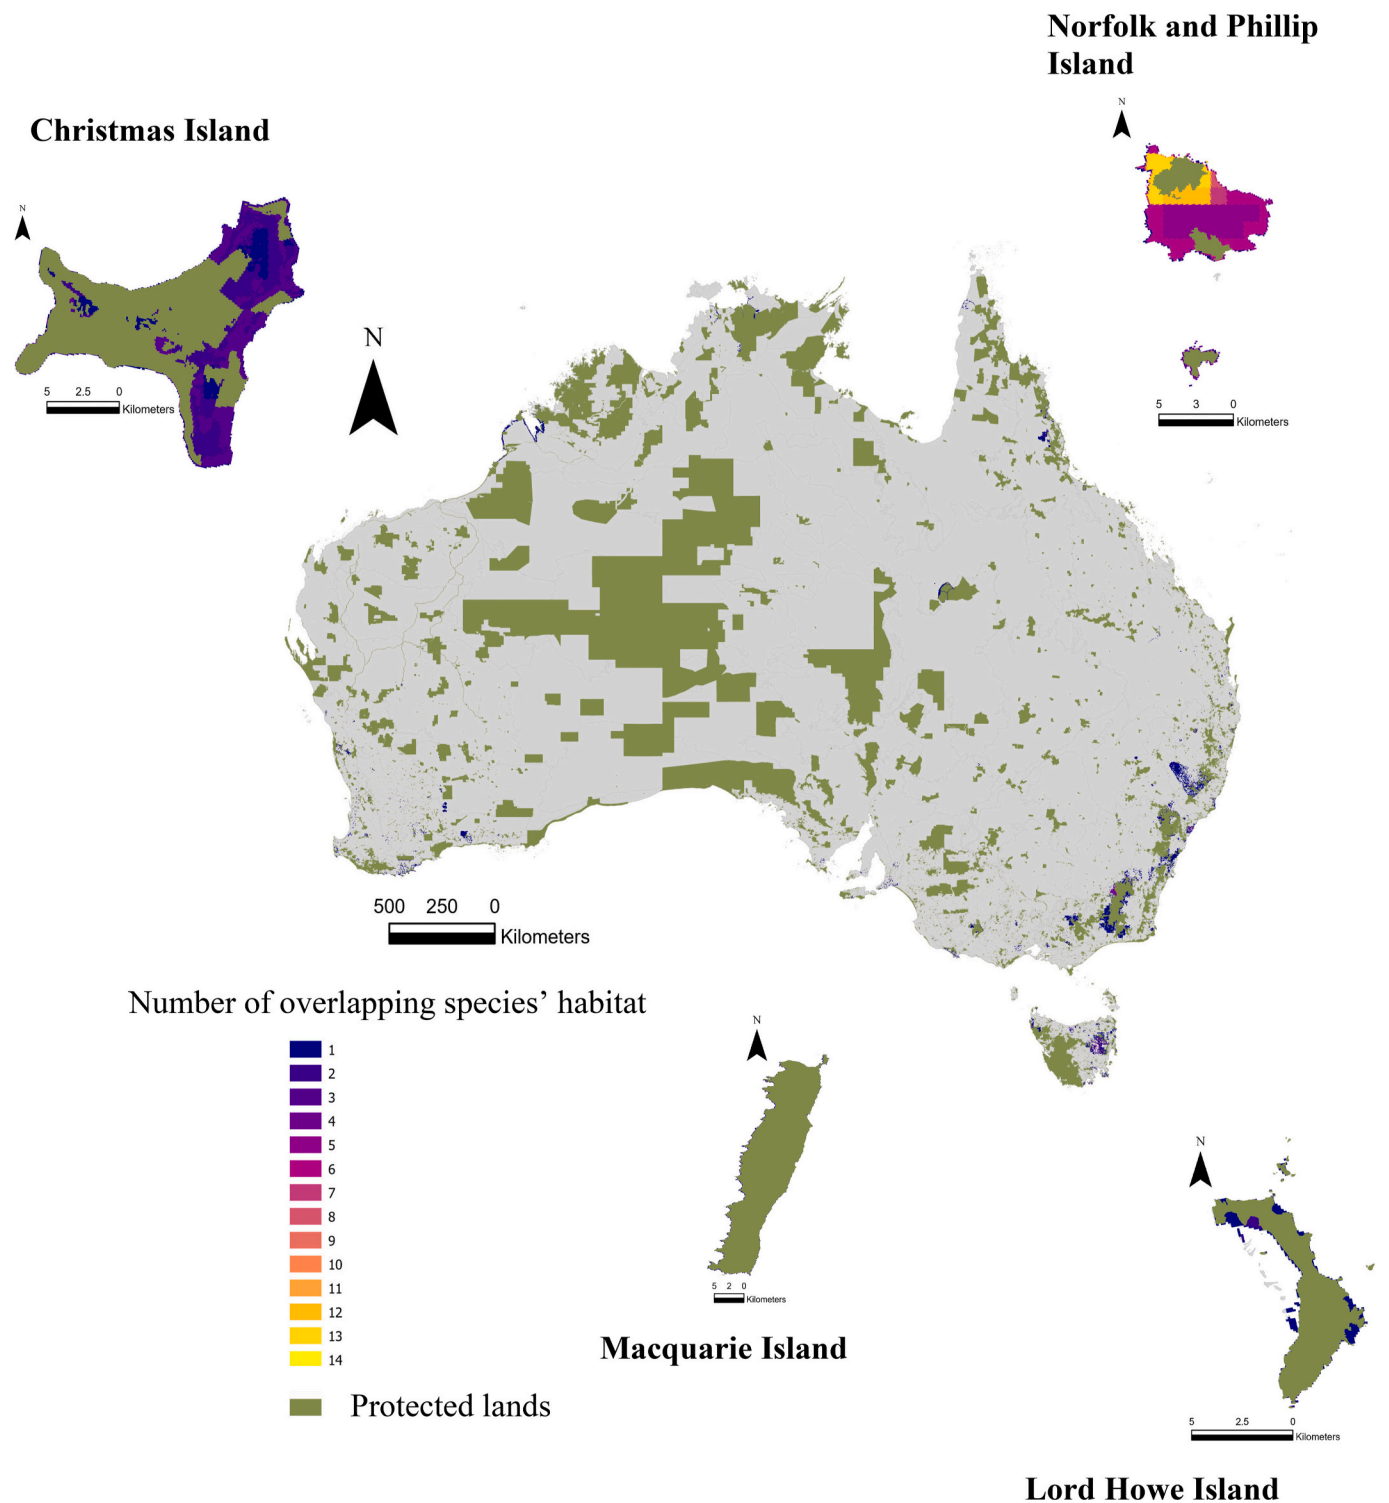 Norfolk and Phillip
Island
N
Christmas Island
N
5 2.5 0
Kilometers
N
5 3 0
Kilometers
500 250 0
Kilometers
Number of overlapping species’ habitat
1
2
3
4
5
6
7
8
9
10
11
12
13
14
Protected lands
N
5 2 0
Kilometers
Macquarie Island
N
5 2.5 0
Kilometers
Lord Howe Island